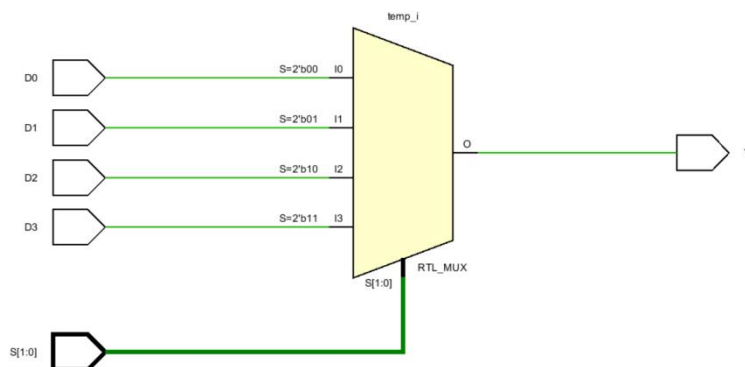 temp_i
D0 S=2'b00 I0
D1 S=2'b01 I1
O
D2 S=2'b10 I2
D3 S=2'b11 I3
S[1:0] RTL_MUX
S[1:0]